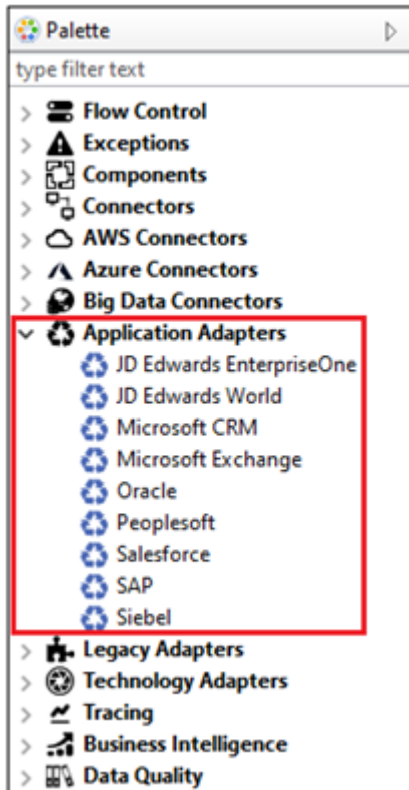 Palette
type filter text
Flow Control
Exceptions
Components
Connectors
AWS Connectors
Azure Connectors
Big Data Connectors
Application Adapters
JD Edwards EnterpriseOne
JD Edwards World
Microsoft CRM
Microsoft Exchange
Oracle
Peoplesoft
Salesforce
SAP
Siebel
Legacy Adapters
Technology Adapters
Tracing
Business Intelligence
Data Quality